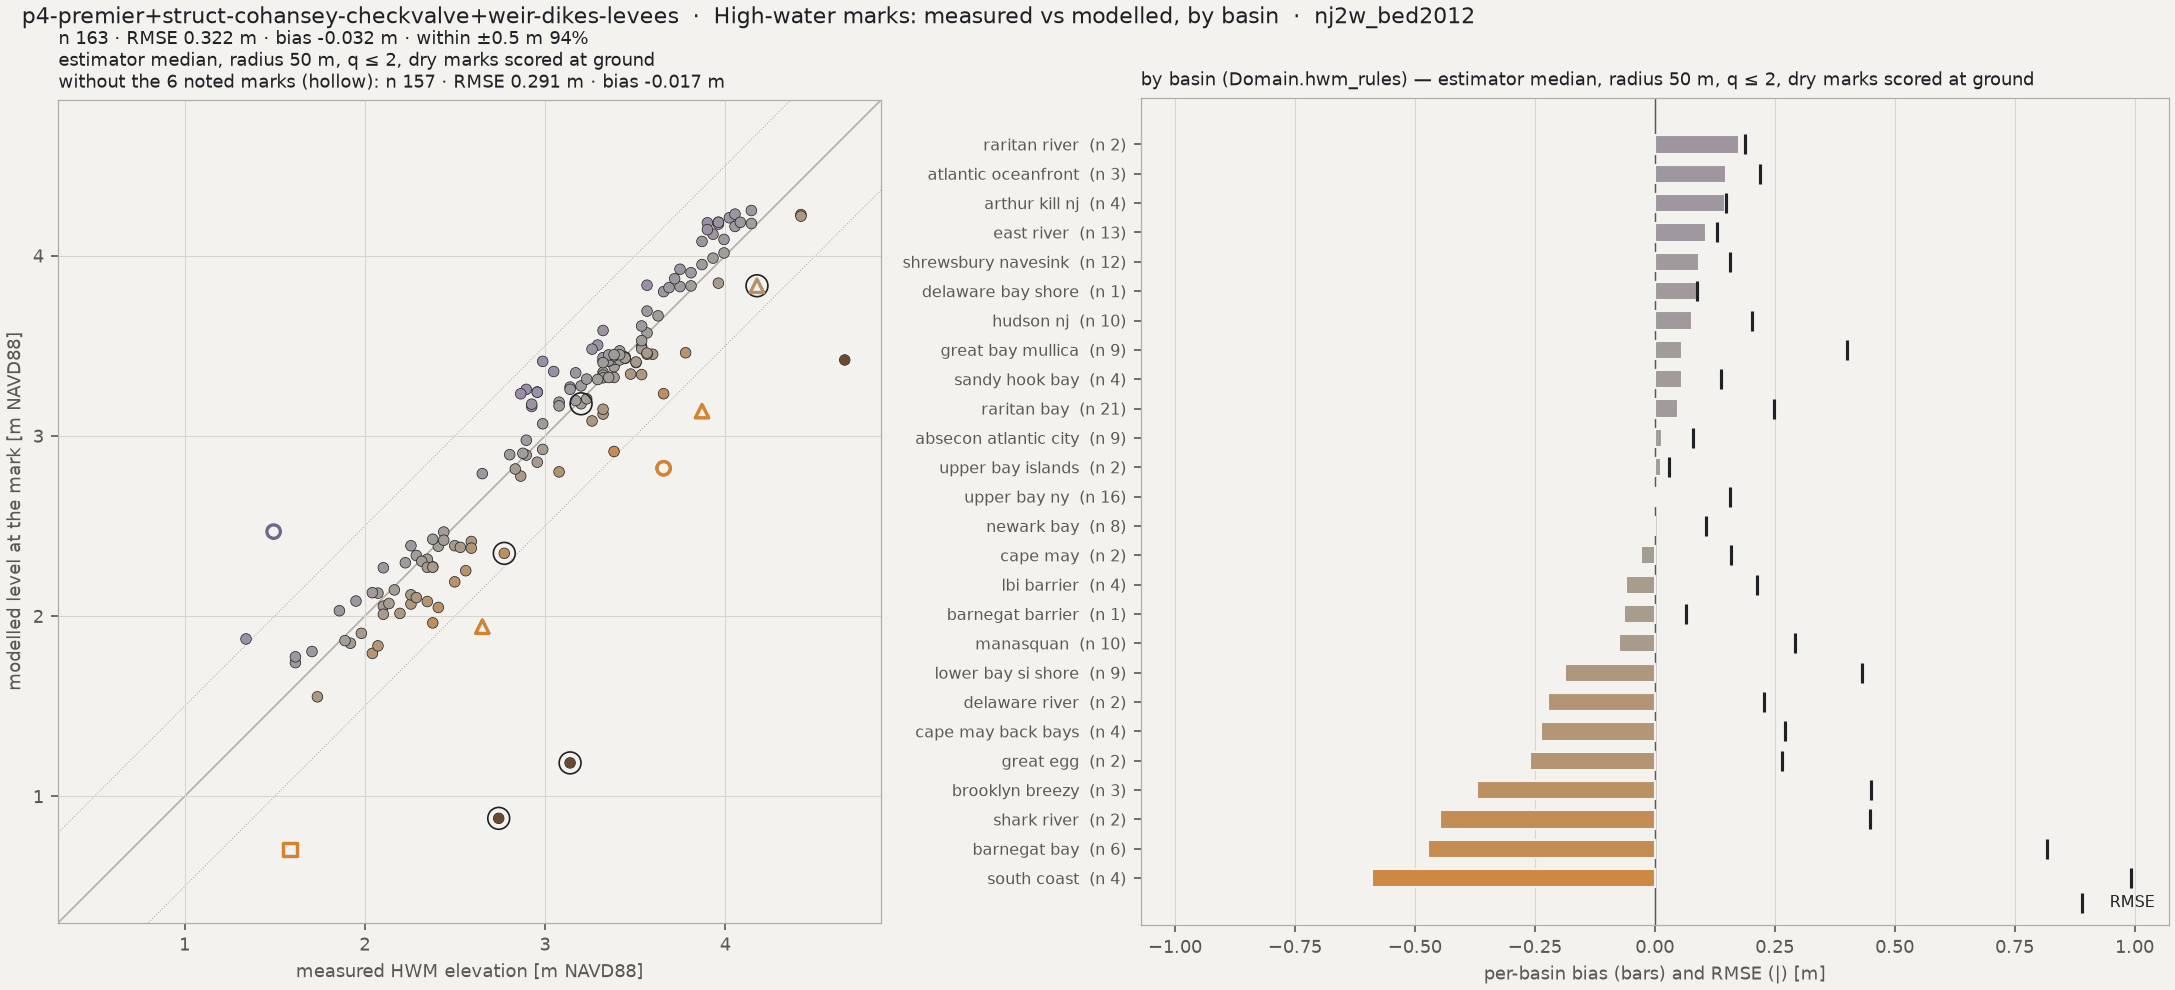 p4-premier+struct-cohansey-checkvalve+weir-dikes-levees · High-water marks: measured vs modelled, by basin · nj2w_bed2012
n 163 · RMSE 0.322 m · bias -0.032 m · within ±0.5 m 94%
estimator median, radius 50 m, q ≤ 2, dry marks scored at ground
without the 6 noted marks (hollow): n 157 · RMSE 0.291 m · bias -0.017 m
modelled level at the mark [m NAVD88]
4
3
2
1
1 2 3 4
measured HWM elevation [m NAVD88]
by basin (Domain.hwm_rules) — estimator median, radius 50 m, q ≤ 2, dry marks scored at ground
raritan river (n 2)
atlantic oceanfront (n 3)
arthur kill nj (n 4)
east river (n 13)
shrewsbury navesink (n 12)
delaware bay shore (n 1)
hudson nj (n 10)
great bay mullica (n 9)
sandy hook bay (n 4)
raritan bay (n 21)
absecon atlantic city (n 9)
upper bay islands (n 2)
upper bay ny (n 16)
newark bay (n 8)
cape may (n 2)
lbi barrier (n 4)
barnegat barrier (n 1)
manasquan (n 10)
lower bay si shore (n 9)
delaware river (n 2)
cape may back bays (n 4)
great egg (n 2)
brooklyn breezy (n 3)
shark river (n 2)
barnegat bay (n 6)
south coast (n 4)
RMSE
−1.00 −0.75 −0.50 −0.25 0.00 0.25 0.50 0.75 1.00
per-basin bias (bars) and RMSE (|) [m]